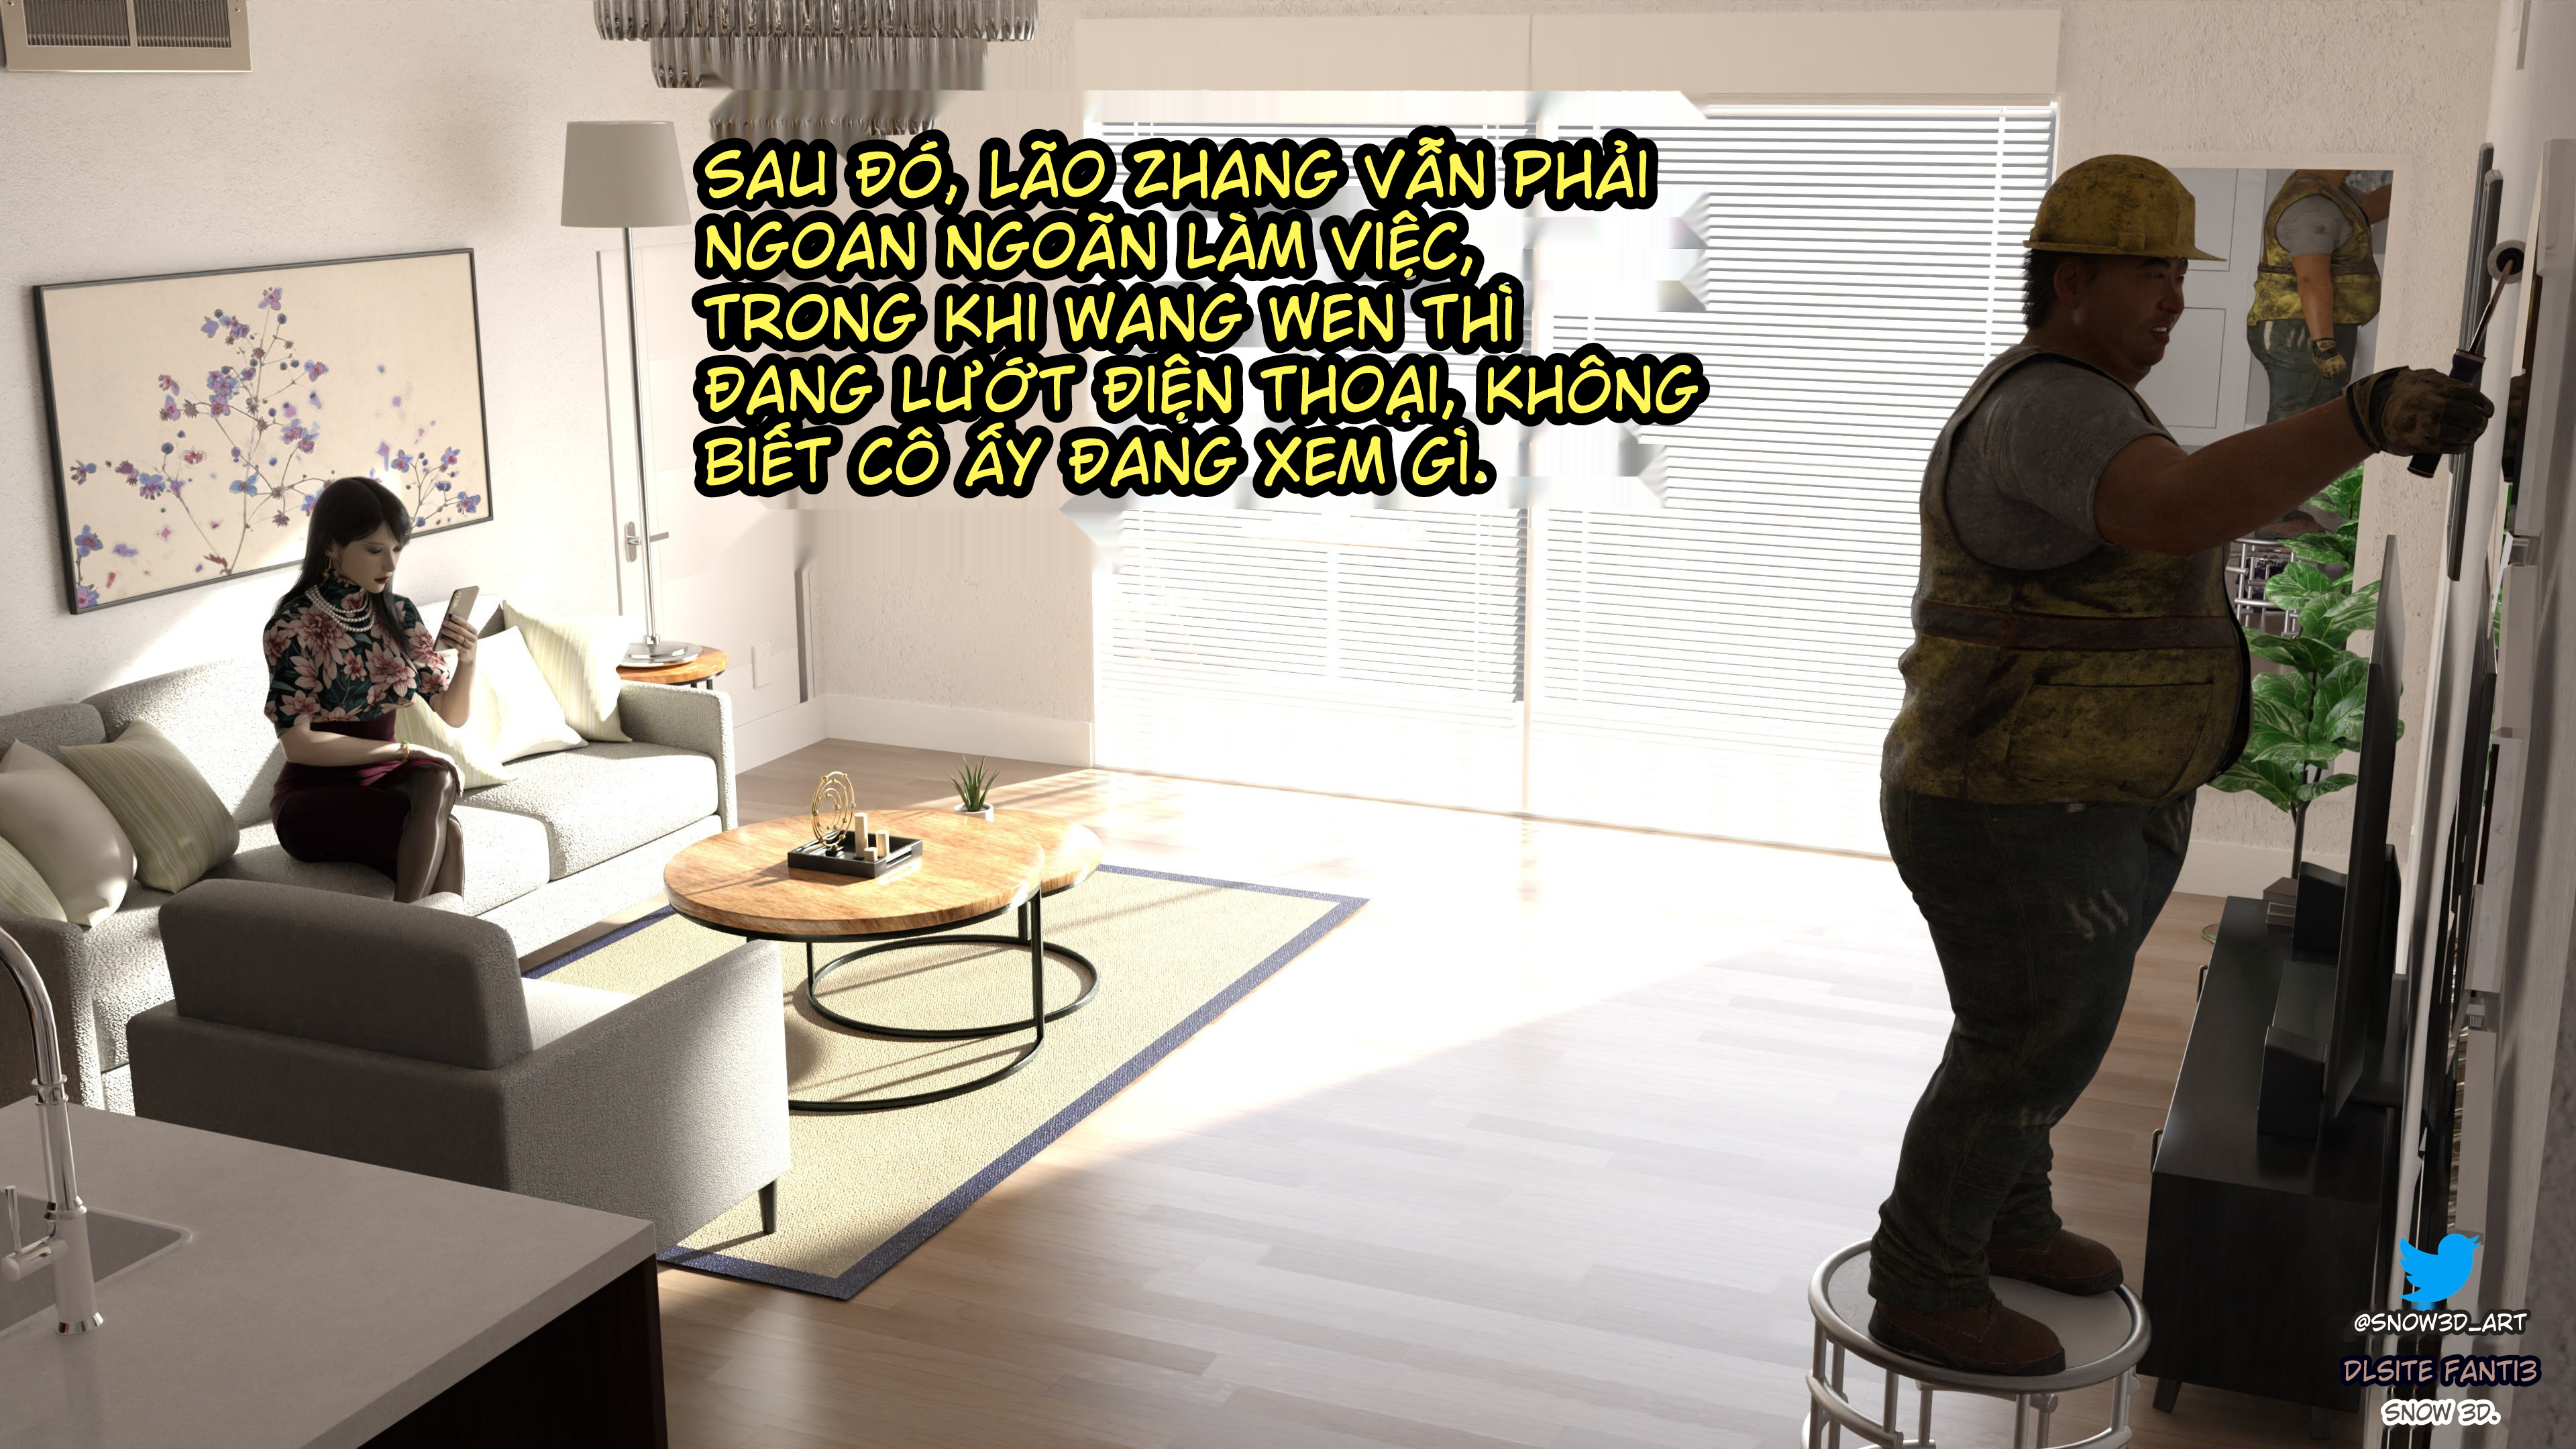 SAU ĐÓ, LÃO ZHANG VẪN PHẢI
NGOAN NGOÃN LÀM VIỆC,
TRONG KHI WANG WEN THÌ
ĐANG LƯỚT ĐIỆN THOẠI, KHÔNG
BIẾT CÔ ẤY ĐANG XEM GÌ.
@SNOW3D_ART
DLSITE FANTI3
SNOW 3D.